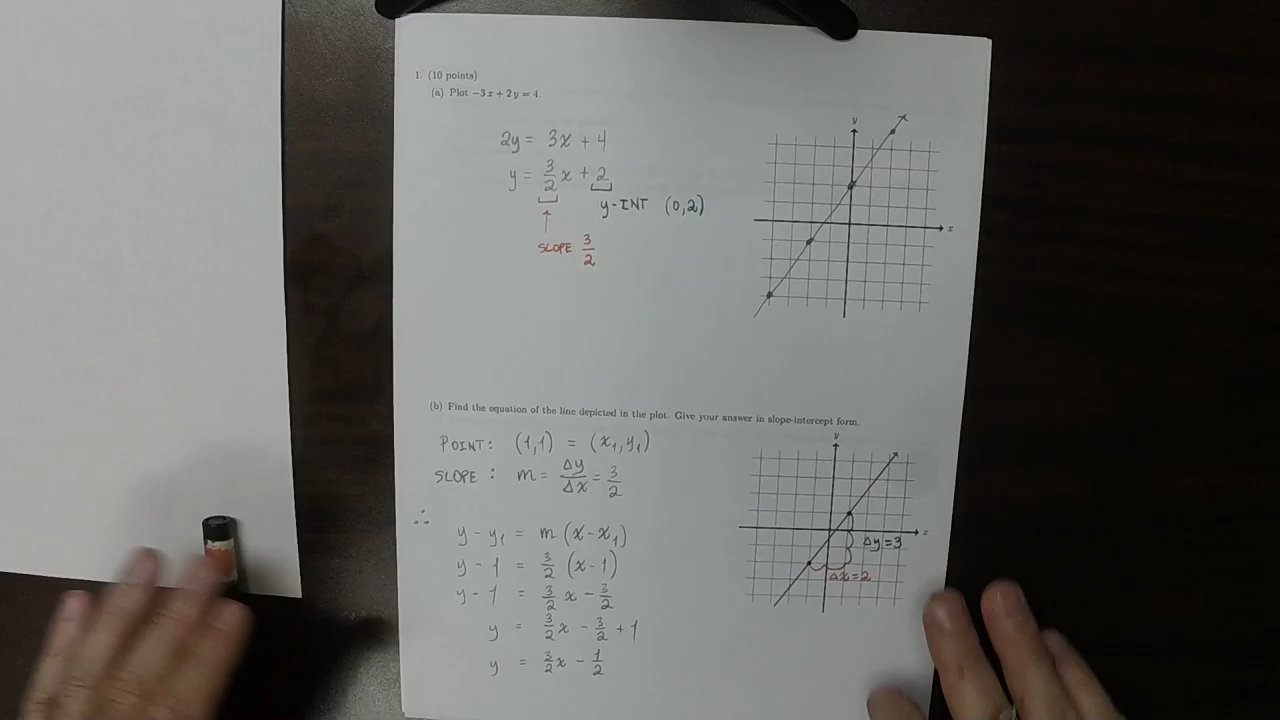 1. (10 points)
(a) Plot −3x + 2y = 4.
2y = 3x + 4
y = 3/2 x + 2
y-INT (0,2)
SLOPE 3/2
y
x
(b) Find the equation of the line depicted in the plot. Give your answer in slope-intercept form.
POINT: (1,1) = (x₁,y₁)
SLOPE : m = Δy/Δx = 3/2
∴
y - y₁ = m (x - x₁)
y - 1 = 3/2 (x - 1)
y - 1 = 3/2 x - 3/2
y = 3/2 x - 3/2 + 1
y = 3/2 x - 1/2
y
x
Δy=3
Δx=2